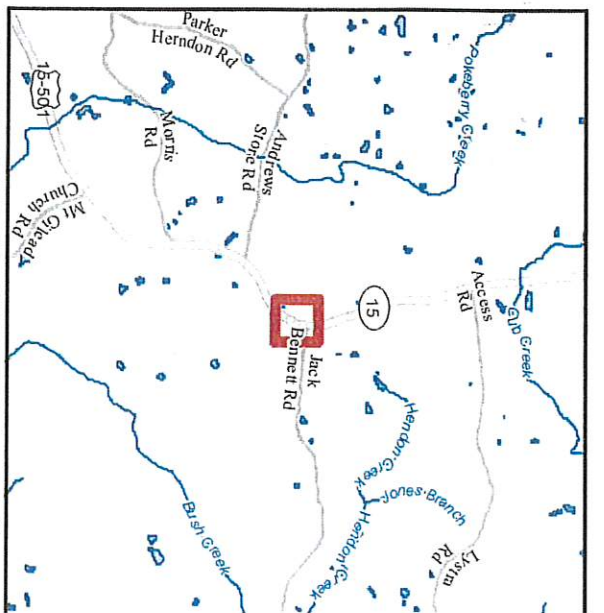 Parker
Herndon Rd
15-501
Morris
Rd
Andrews
Store Rd
Pokeberry Creek
Mt Gilead
Church Rd
15
Access
Rd
Cub Creek
Jack
Bennett Rd
Herndon Creek
Jones Branch
Herndon Creek
Lystra
Rd
Bush Creek